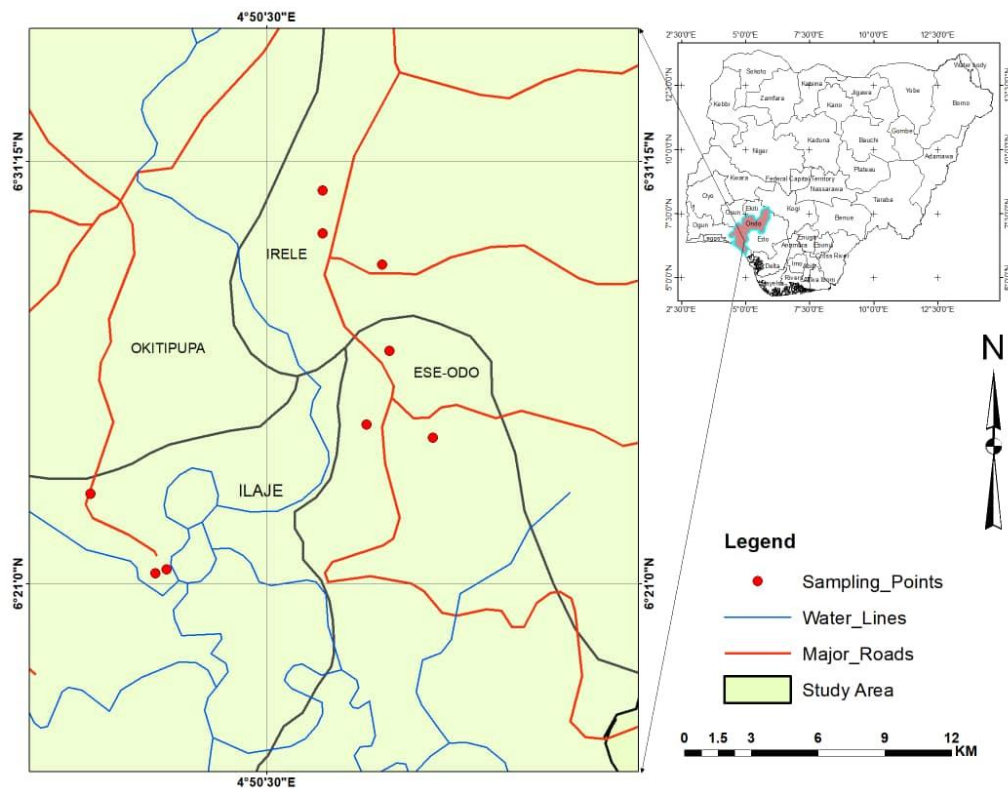 4°50'30"E
6°31'15"N
6°31'15"N
IRELE
OKITIPUPA
ESE-ODO
ILAJE
6°21'0"N
6°21'0"N
4°50'30"E
2°30'0"E 5°0'0"E 7°30'0"E 10°0'0"E 12°30'0"E
Water body
Sokoto
Katsina
Zamfara
Jigawa
Yobe
Kebbi
Kano
Borno
Gombe
Kaduna
Bauchi
Niger
Adamawa
Plateau
Kwara
Federal Capital Territory
Nassarawa
Taraba
Oyo
Ekiti
Kogi
Osun
Ondo
Benue
Ogun
Lagos
Edo
Enugu
Anambra
Ebonyi
Cross River
Delta
Imo
Abia
Rivers
Akwa Ibom
10°0'0"N
7°30'0"N
5°0'0"N
2°30'0"E 5°0'0"E 7°30'0"E 10°0'0"E 12°30'0"E
N
Legend
Sampling_Points
Water_Lines
Major_Roads
Study Area
0 1.5 3 6 9 12
KM